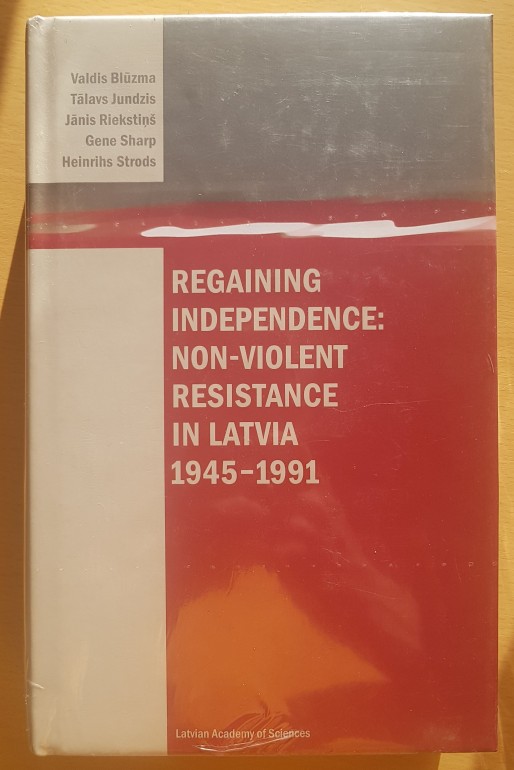 Valdis Blūzma
Tālavs Jundzis
Jānis Riekstiņš
Gene Sharp
Heinrihs Strods
REGAINING
INDEPENDENCE:
NON-VIOLENT
RESISTANCE
IN LATVIA
1945–1991
Latvian Academy of Sciences